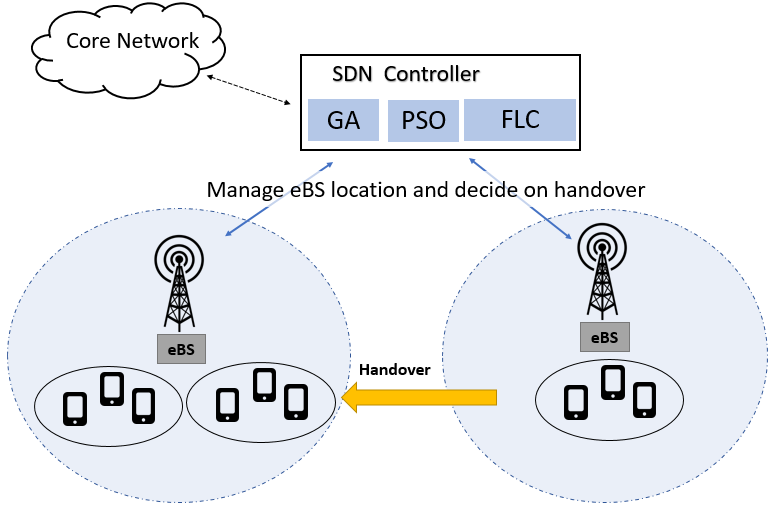 Core Network
SDN Controller
GA PSO FLC
Manage eBS location and decide on handover
eBS
eBS
Handover